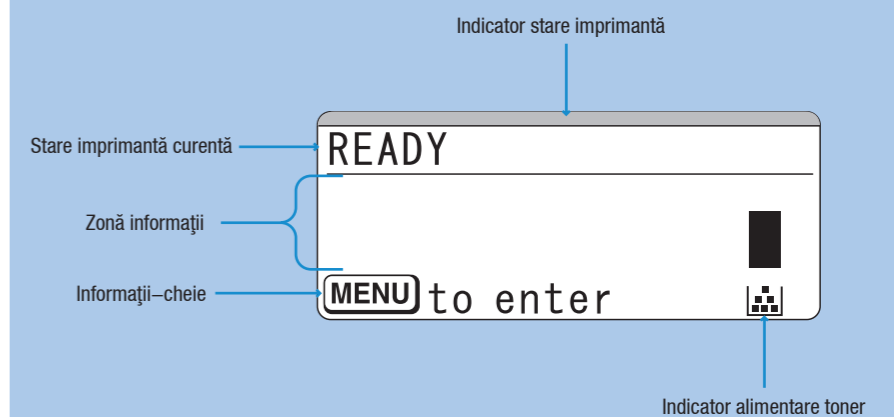 Indicator stare imprimantă
Stare imprimantă curentă
READY
Zonă informaţii
Informaţii–cheie
MENU to enter
Indicator alimentare toner